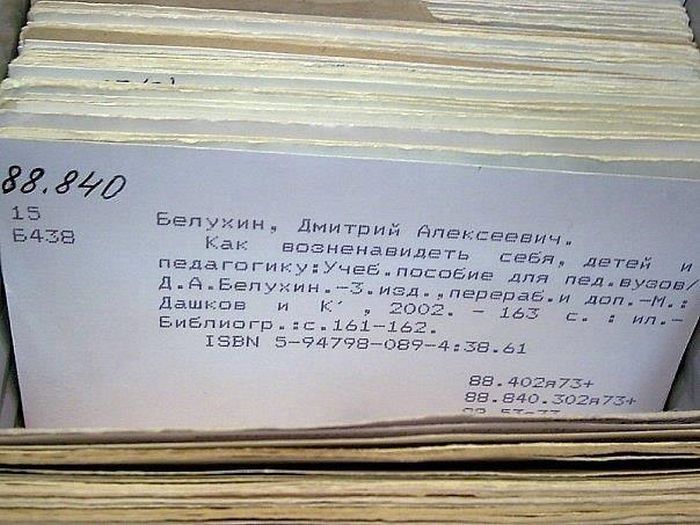 88.840
15
Б438
Белухин, Дмитрий Алексеевич.
Как возненавидеть себя, детей и
педагогику:Учеб.пособие для пед.вузов/
Д.А.Белухин.-3.изд.,перераб.и доп.-М.:
Дашков и К´, 2002. - 163 с. : ил.-
Библиогр.:с.161-162.
ISBN 5-94798-089-4:38.61
88.402я73+
88.840.302я73+